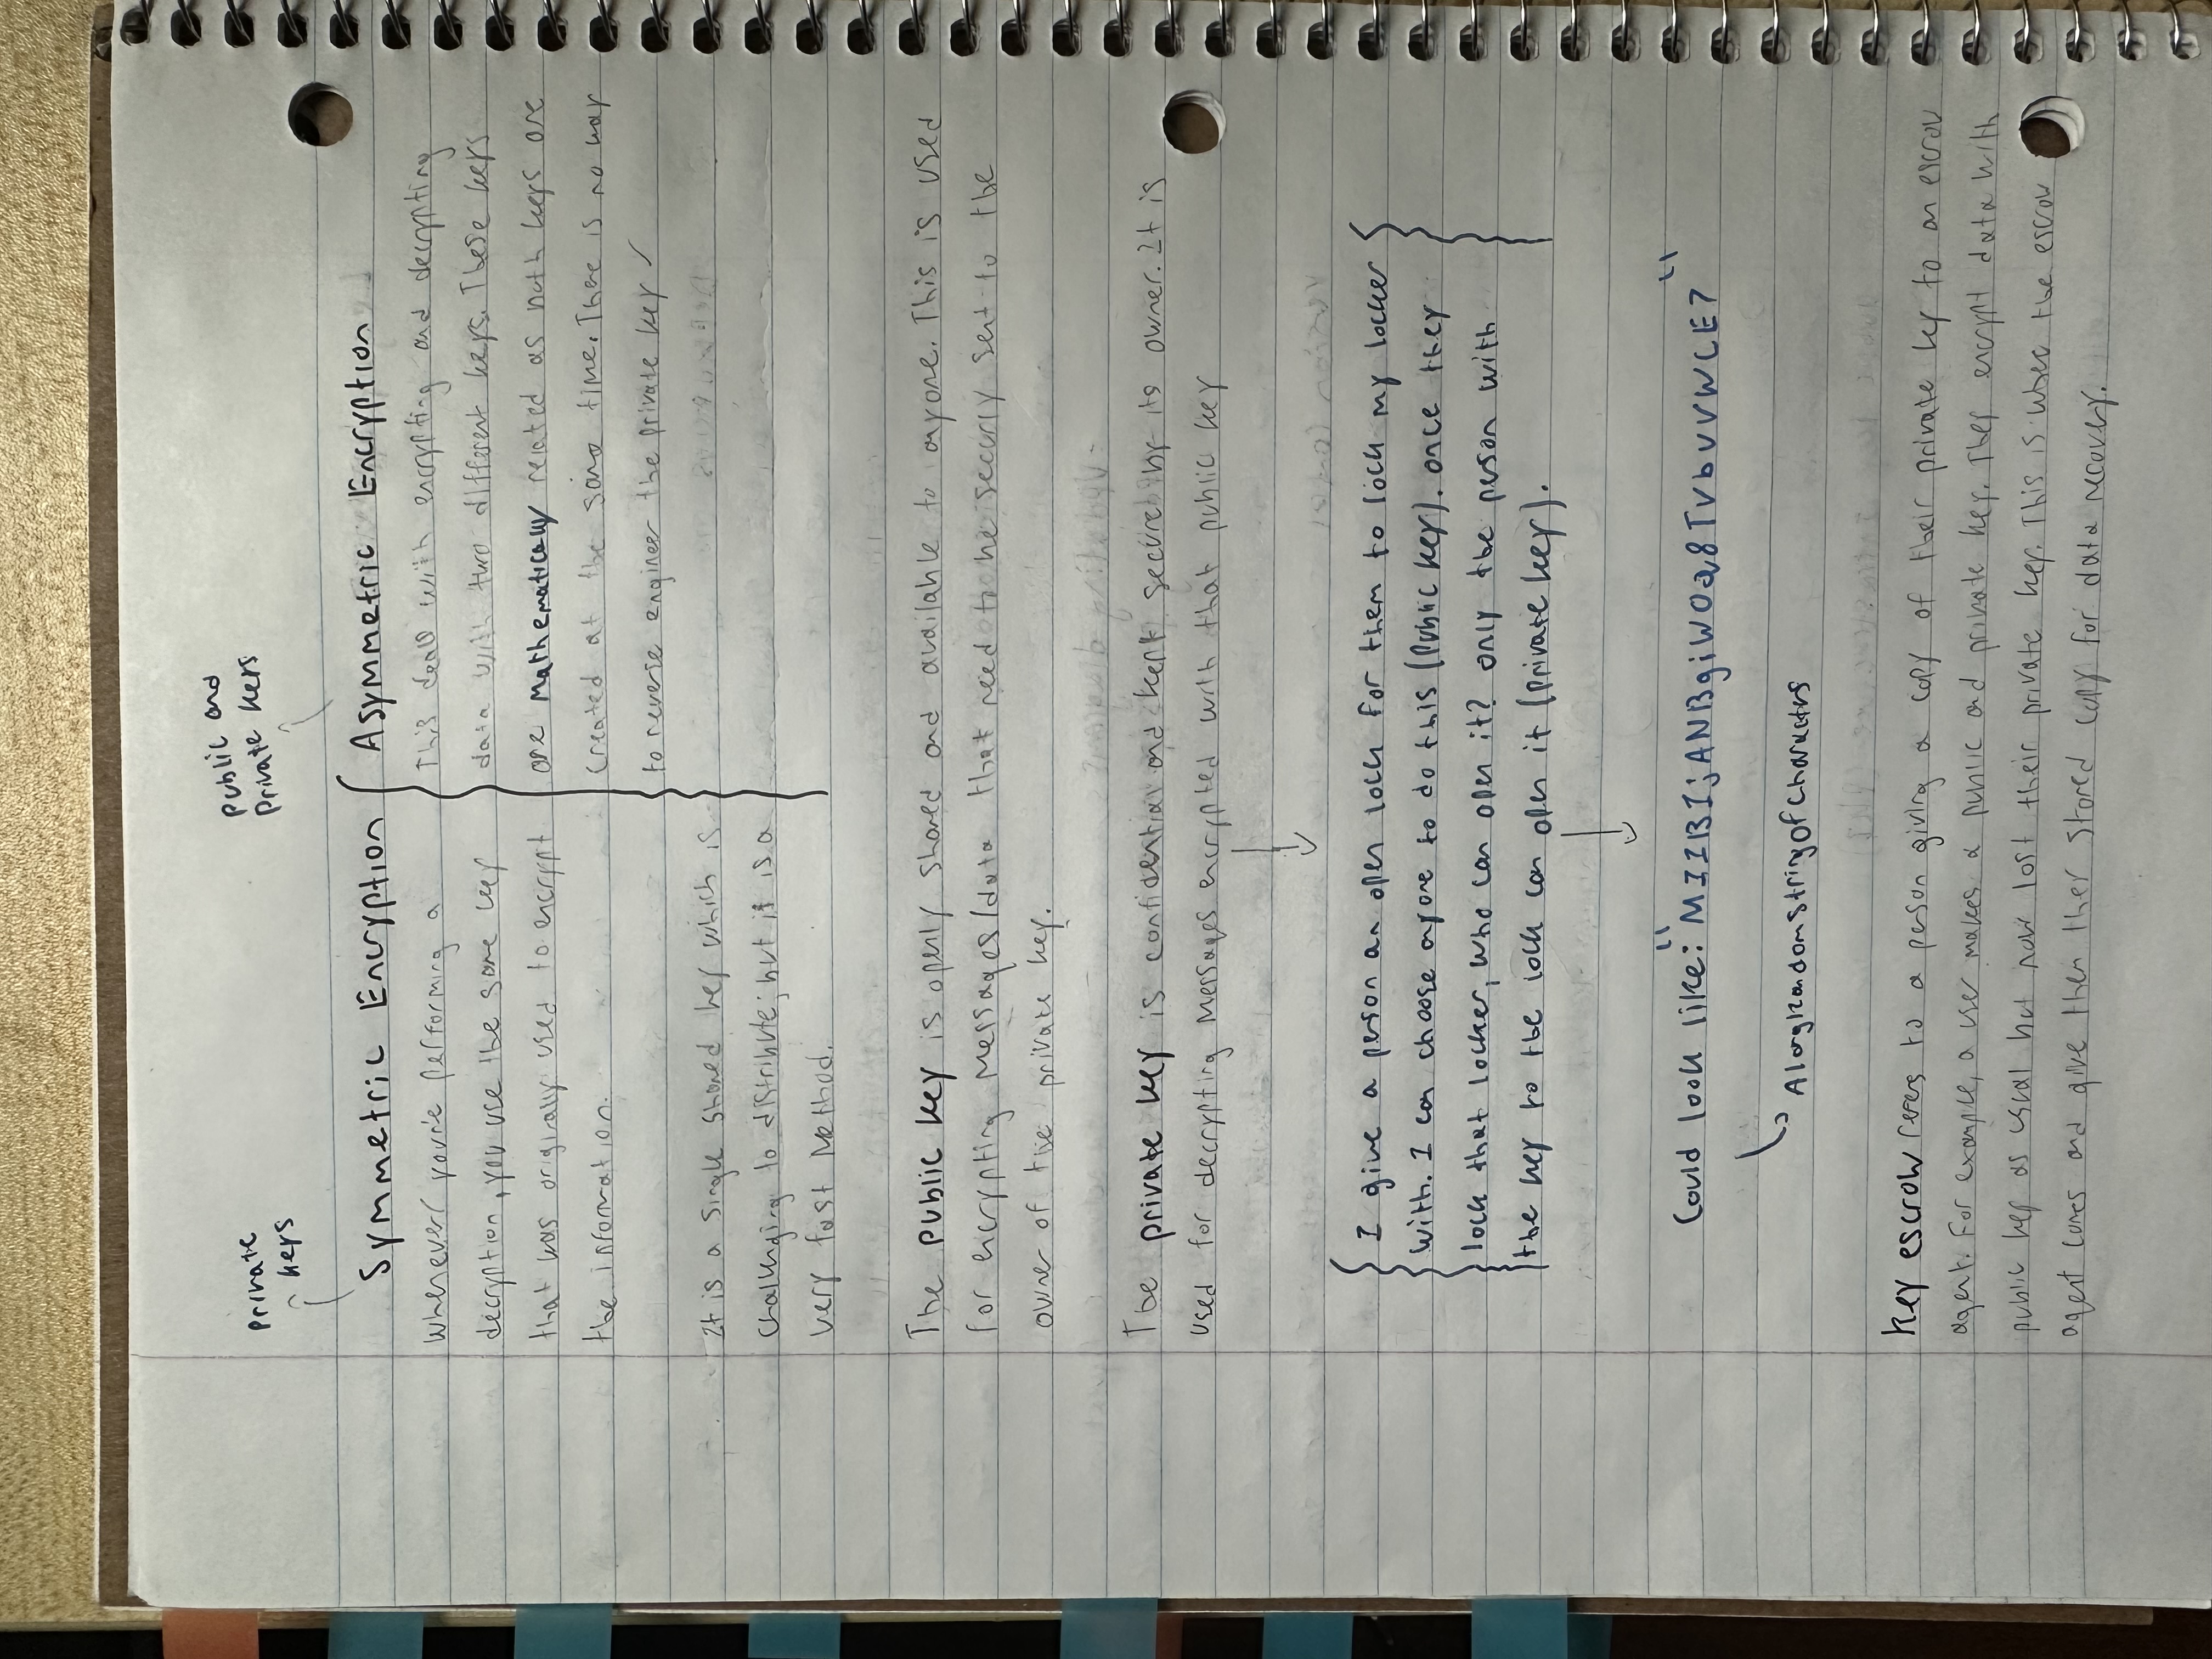 Private
keys
Public and
Private keys
Symmetric Encryption
Whenever you're performing a
decryption, you use the same key
that was originally used to encrypt
the information.
It is a single shared key which is
challenging to distribute; but it is a
very fast method.
Asymmetric Encryption
This deals with encrypting and decrypting
data with two different keys. These keys
are Mathematically related as both keys are
created at the same time. There is no way
to reverse engineer the private key
The Public key is openly shared and available to anyone. This is used
for encrypting messages/data that need to be securly sent to the
owner of the private key.
The private key is confidential and kept secure by its owner. It is
used for decrypting messages encrypted with that public key
I give a person an open lock for them to lock my locker
with. I can choose anyone to do this (Public key). once they
lock that locker, who can open it? only the person with
the key to the lock can open it (private key).
Could look like: "MIIBIjANBgiWOa8TVbVVWCE7"
A long Random String Of Characters
Key escrow refers to a person giving a copy of their private key to an escrow
agent. For example, a user makes a public and private key. They encrypt data with
public key as usual but now lost their private key. This is when the escrow
agent comes and give them their stored copy for data recovery.